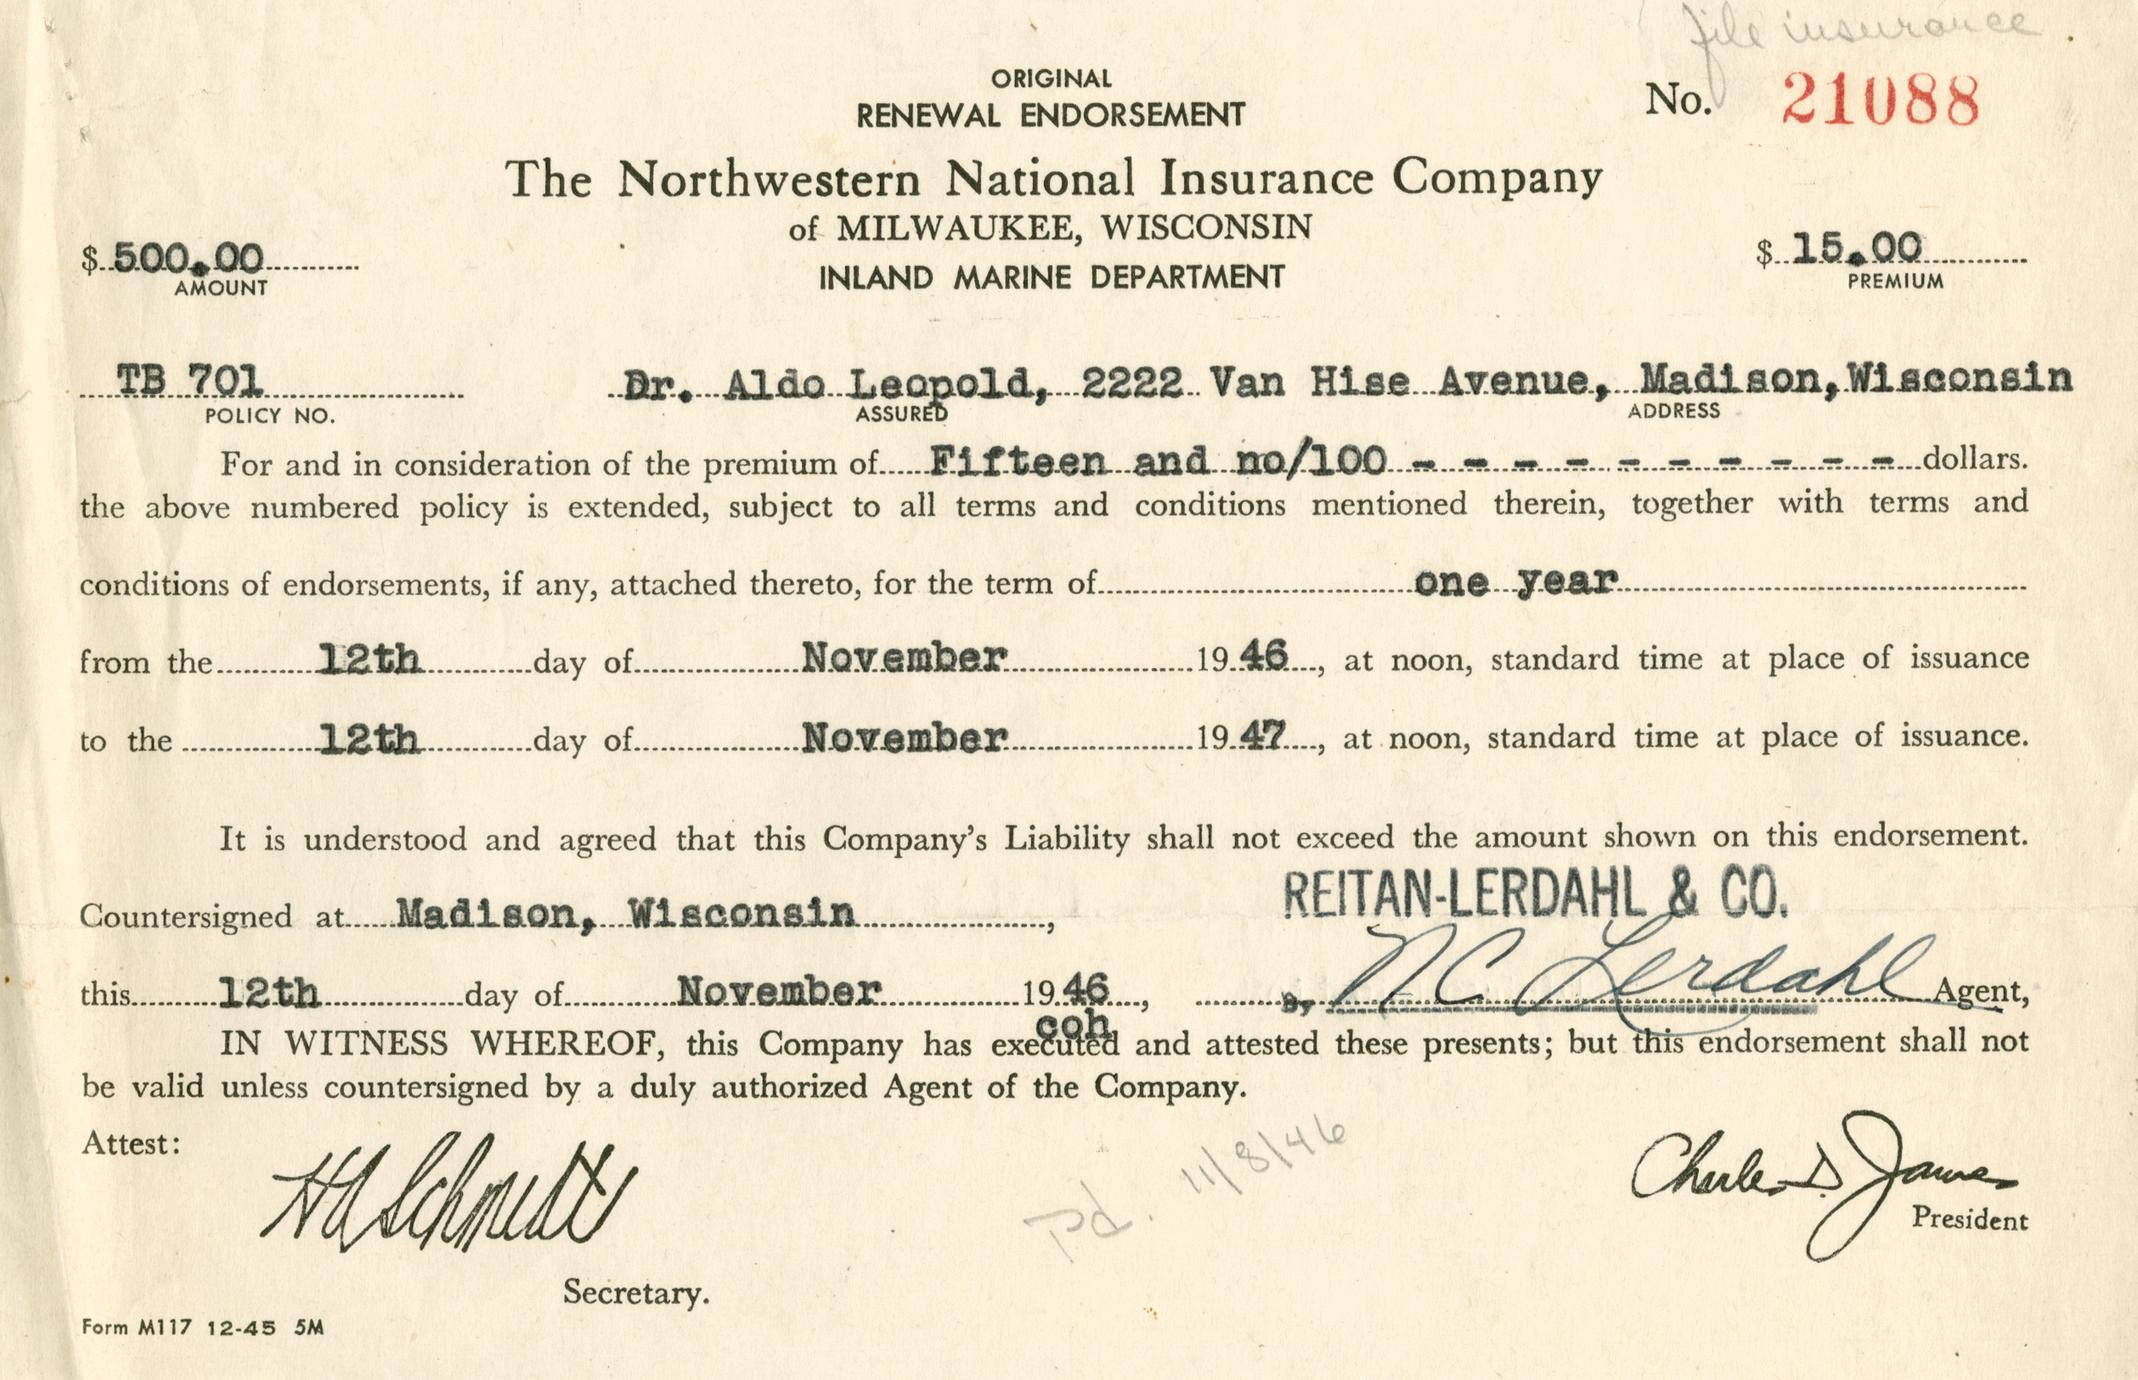 file insurance
ORIGINAL
RENEWAL ENDORSEMENT
No. 21088
The Northwestern National Insurance Company
of MILWAUKEE, WISCONSIN
INLAND MARINE DEPARTMENT
$ 500.00
AMOUNT
$ 15.00
PREMIUM
TB 701
POLICY NO.
Dr. Aldo Leopold, 2222 Van Hise Avenue, Madison, Wisconsin
ASSURED ADDRESS
For and in consideration of the premium of Fifteen and no/100 - - - - - - - - - - dollars.
the above numbered policy is extended, subject to all terms and conditions mentioned therein, together with terms and
conditions of endorsements, if any, attached thereto, for the term of one year
from the 12th day of November 1946, at noon, standard time at place of issuance
to the 12th day of November 1947, at noon, standard time at place of issuance.
It is understood and agreed that this Company's Liability shall not exceed the amount shown on this endorsement.
REITAN-LERDAHL & CO.
Countersigned at Madison, Wisconsin,
this 12th day of November 1946, By N C Lerdahl Agent,
coh
IN WITNESS WHEREOF, this Company has executed and attested these presents; but this endorsement shall not
be valid unless countersigned by a duly authorized Agent of the Company.
Attest:
H A Schmidt
Secretary.
Pd. 11/8/46
Charles D. James
President
Form M117 12-45 5M